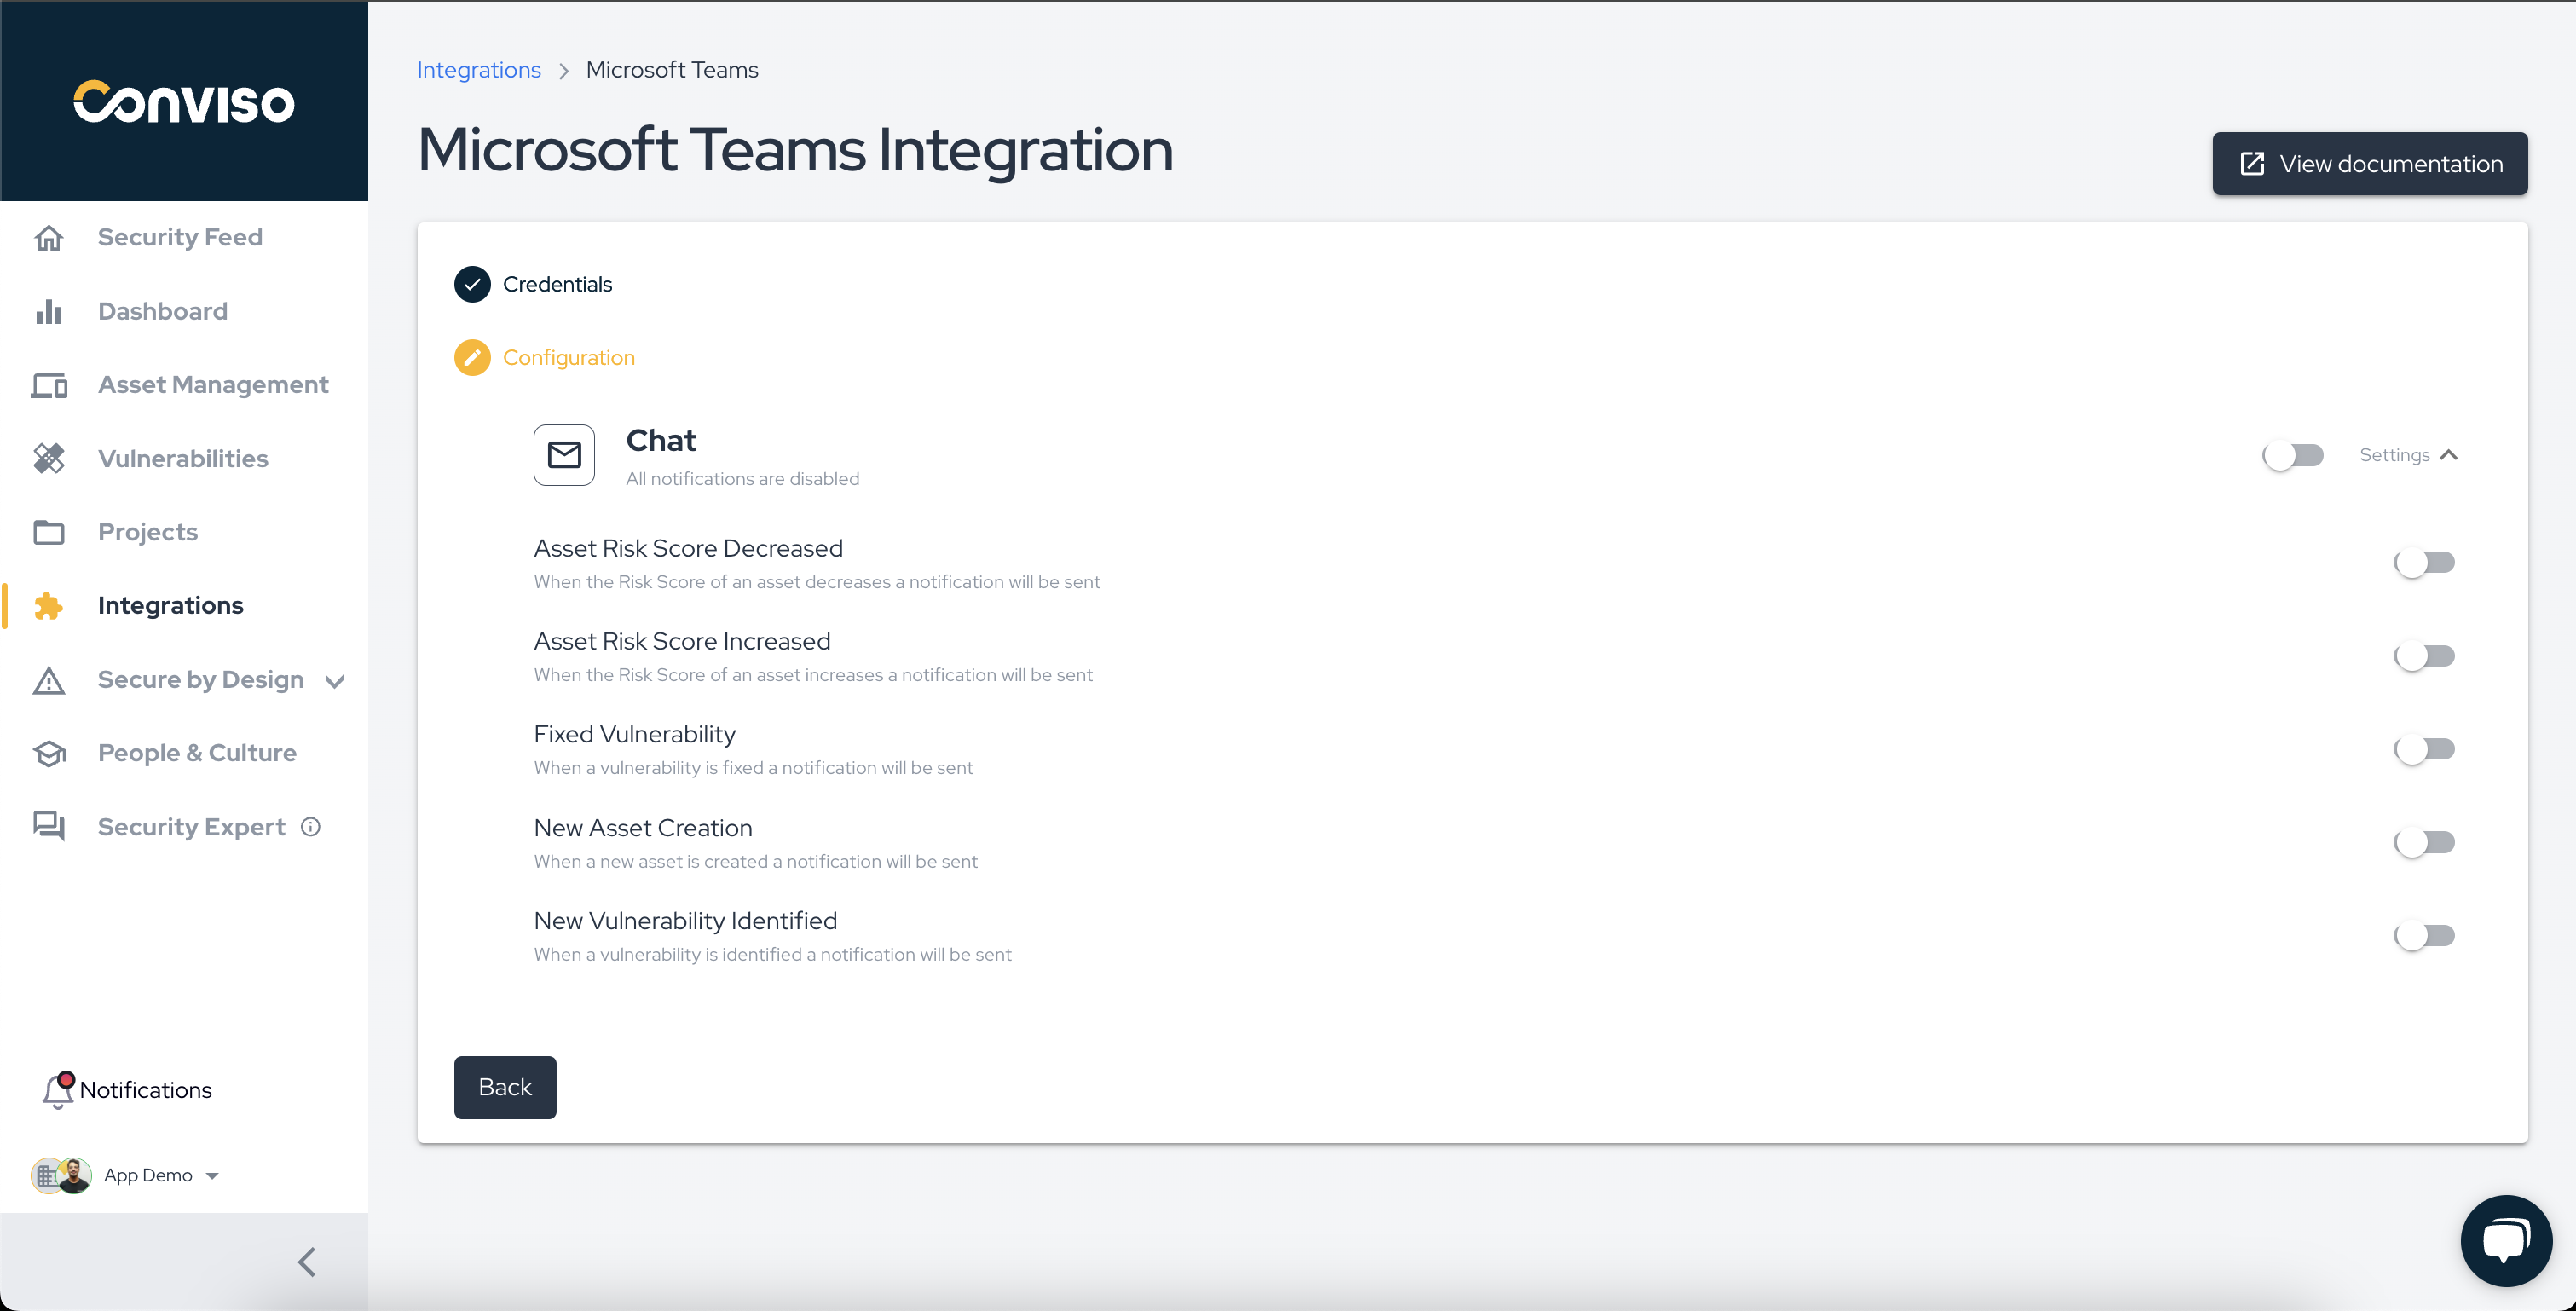 Conviso
Security Feed
Dashboard
Asset Management
Vulnerabilities
Projects
Integrations
Secure by Design
People & Culture
Security Expert
Notifications
App Demo
Integrations > Microsoft Teams
Microsoft Teams Integration
View documentation
Credentials
Configuration
Chat
All notifications are disabled
Settings
Asset Risk Score Decreased
When the Risk Score of an asset decreases a notification will be sent
Asset Risk Score Increased
When the Risk Score of an asset increases a notification will be sent
Fixed Vulnerability
When a vulnerability is fixed a notification will be sent
New Asset Creation
When a new asset is created a notification will be sent
New Vulnerability Identified
When a vulnerability is identified a notification will be sent
Back